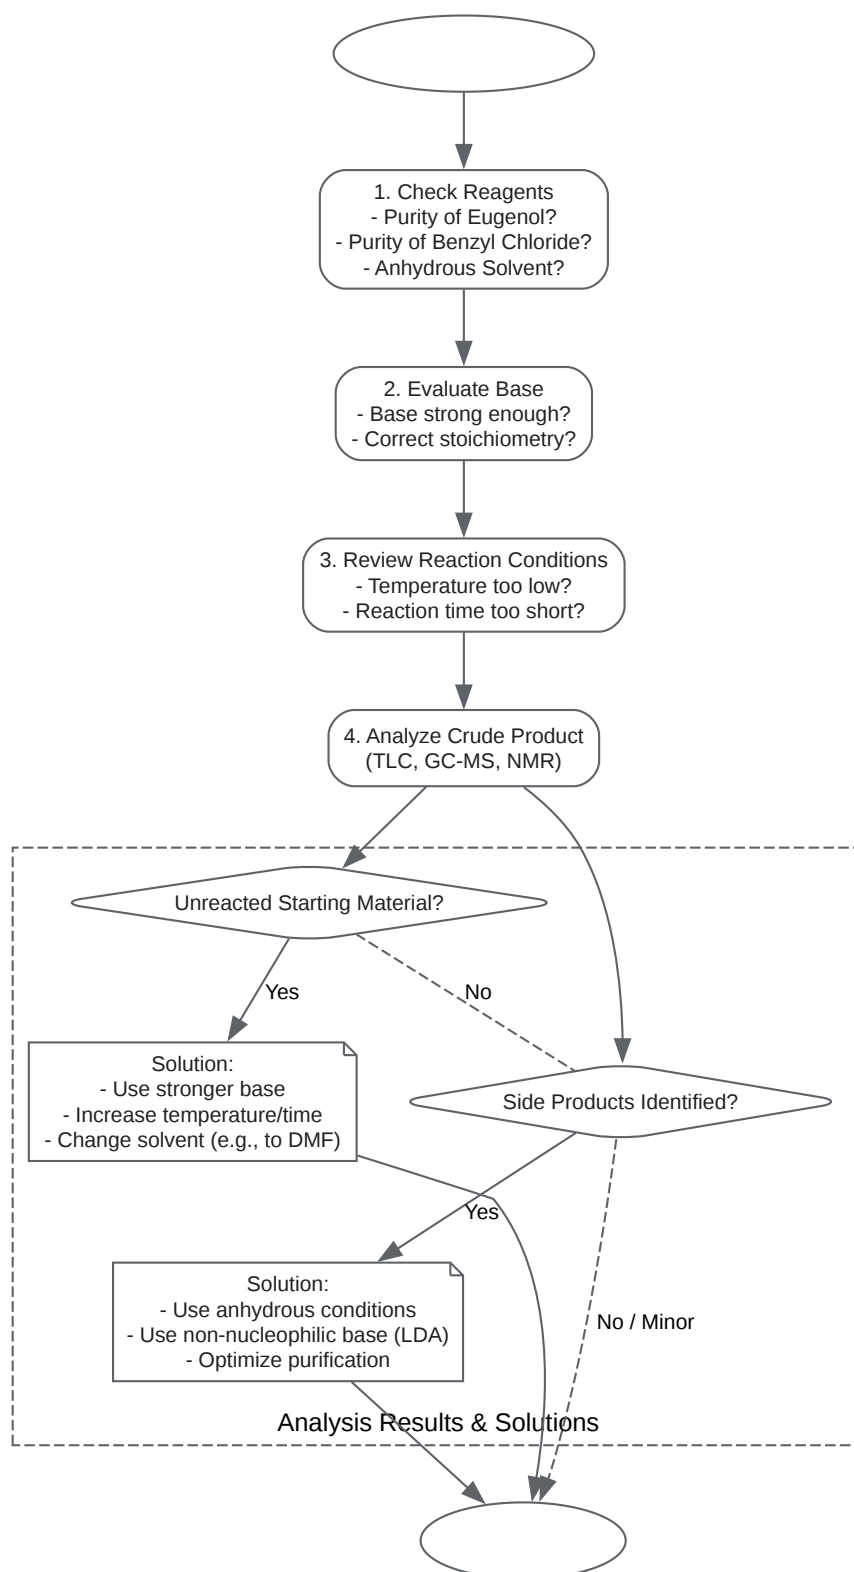 1. Check Reagents
- Purity of Eugenol?
- Purity of Benzyl Chloride?
- Anhydrous Solvent?
2. Evaluate Base
- Base strong enough?
- Correct stoichiometry?
3. Review Reaction Conditions
- Temperature too low?
- Reaction time too short?
4. Analyze Crude Product
(TLC, GC-MS, NMR)
Unreacted Starting Material?
Yes
No
Solution:
- Use stronger base
- Increase temperature/time
- Change solvent (e.g., to DMF)
Side Products Identified?
Yes
Solution:
- Use anhydrous conditions
- Use non-nucleophilic base (LDA)
- Optimize purification
No / Minor
Analysis Results & Solutions